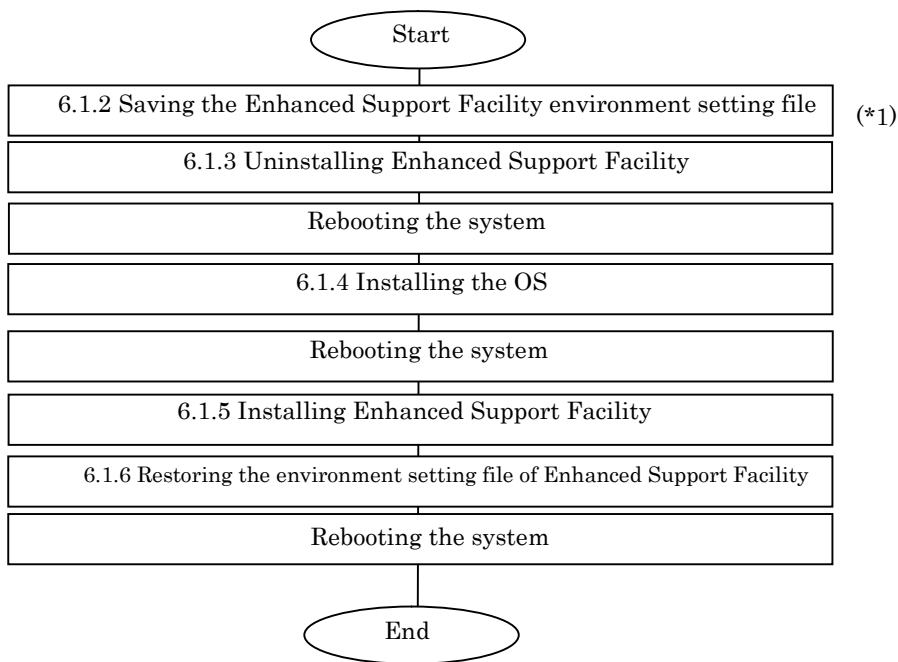 Start
6.1.2 Saving the Enhanced Support Facility environment setting file
(*1)
6.1.3 Uninstalling Enhanced Support Facility
Rebooting the system
6.1.4 Installing the OS
Rebooting the system
6.1.5 Installing Enhanced Support Facility
6.1.6 Restoring the environment setting file of Enhanced Support Facility
Rebooting the system
End